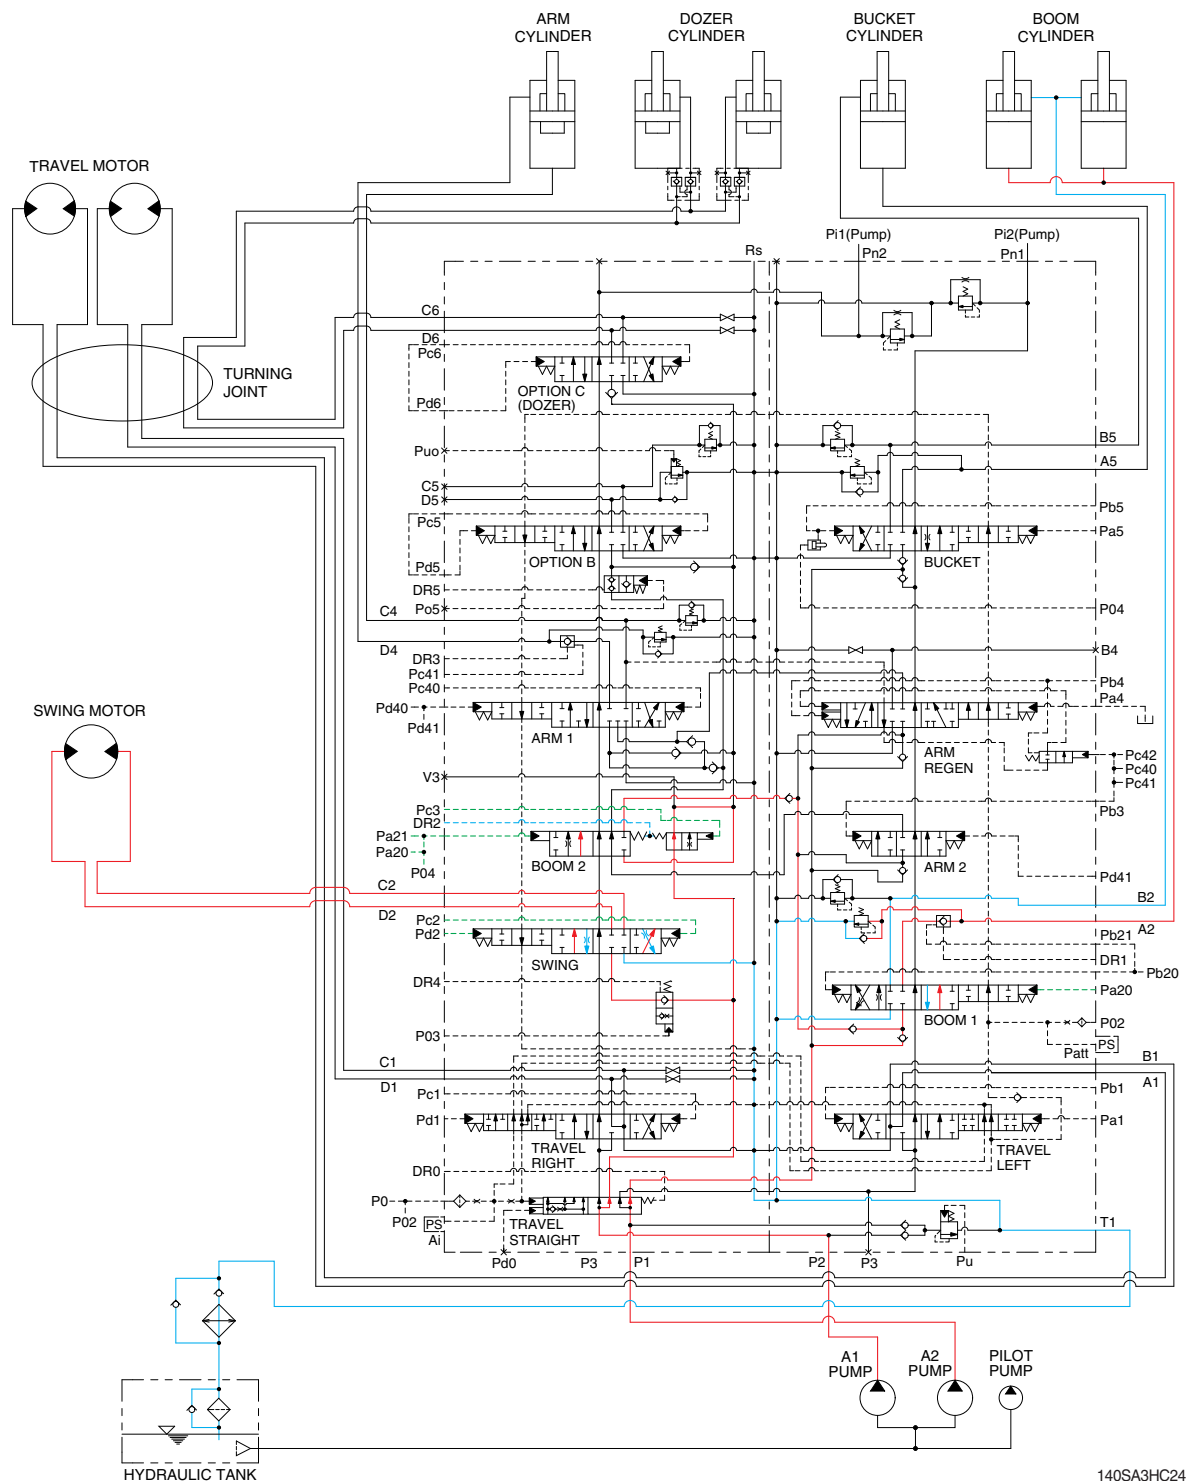 ARM
CYLINDER
DOZER
CYLINDER
BUCKET
CYLINDER
BOOM
CYLINDER
TRAVEL MOTOR
Pi1(Pump)
Pi2(Pump)
Rs
Pn2
Pn1
C6
D6
Pc6
TURNING
JOINT
OPTION C
(DOZER)
Pd6
Puo
B5
A5
C5
D5
Pc5
Pb5
Pa5
OPTION B
BUCKET
Pd5
DR5
Po5
P04
C4
D4
B4
DR3
Pc41
Pc40
Pb4
Pa4
Pd40
Pd41
SWING MOTOR
ARM 1
ARM
REGEN
Pc42
Pc40
Pc41
V3
Pc3
DR2
Pb3
Pa21
Pa20
P04
BOOM 2
ARM 2
Pd41
C2
B2
D2
A2
Pc2
Pd2
Pb21
SWING
DR1
Pb20
DR4
Pa20
BOOM 1
P03
P02
PS
Patt
C1
B1
D1
A1
Pc1
Pb1
Pd1
Pa1
TRAVEL
RIGHT
TRAVEL
LEFT
DR0
P0
P02
PS
Ai
TRAVEL
STRAIGHT
T1
Pd0
P3
P1
P2
P3
Pu
A1
PUMP
A2
PUMP
PILOT
PUMP
HYDRAULIC TANK
140SA3HC24